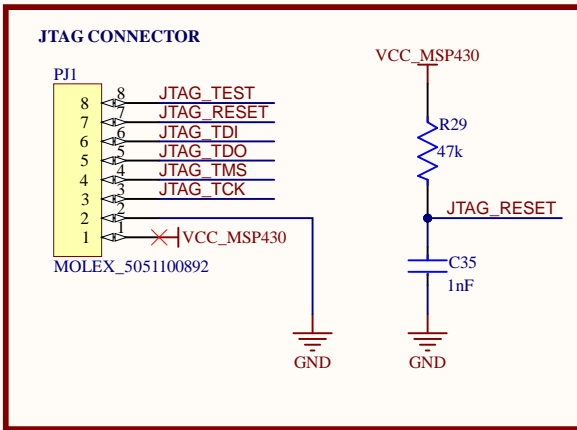 JTAG CONNECTOR
PJ1
8 8 JTAG_TEST
7 7 JTAG_RESET
6 6 JTAG_TDI
5 5 JTAG_TDO
4 4 JTAG_TMS
3 3 JTAG_TCK
2 2
1 1 VCC_MSP430
MOLEX_5051100892
GND
VCC_MSP430
R29
47k
JTAG_RESET
C35
1nF
GND